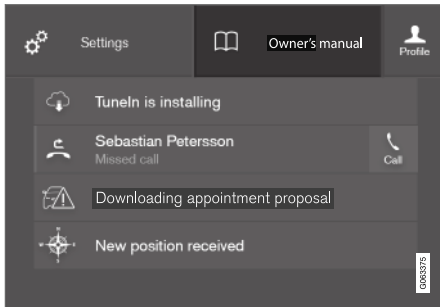 Settings
Owner's manual
Profile
TuneIn is installing
Sebastian Petersson
Missed call
Call
Downloading appointment proposal
New position received
G063375